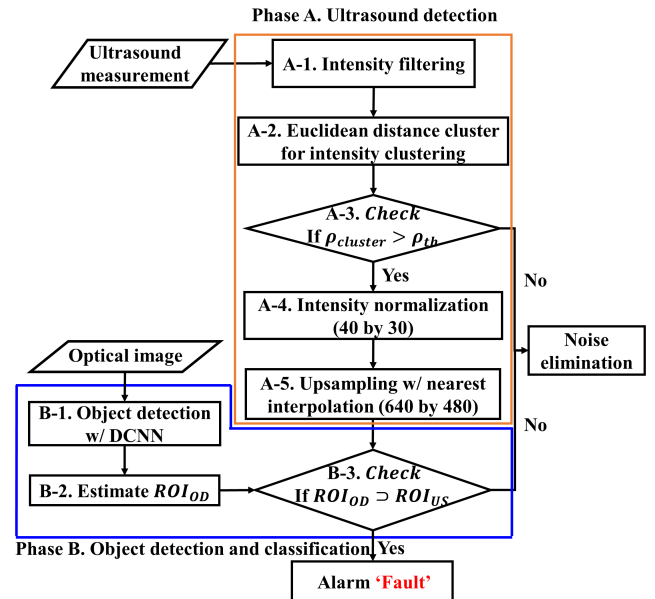 Phase A. Ultrasound detection
Ultrasound
measurement
A-1. Intensity filtering
A-2. Euclidean distance cluster
for intensity clustering
A-3. Check
If ρcluster > ρth
Yes
No
A-4. Intensity normalization
(40 by 30)
Noise
elimination
Optical image
A-5. Upsampling w/ nearest
interpolation (640 by 480)
No
B-1. Object detection
w/ DCNN
B-2. Estimate ROIOD
B-3. Check
If ROIOD ⊃ ROIUS
Phase B. Object detection and classification
Yes
Alarm ‘Fault’